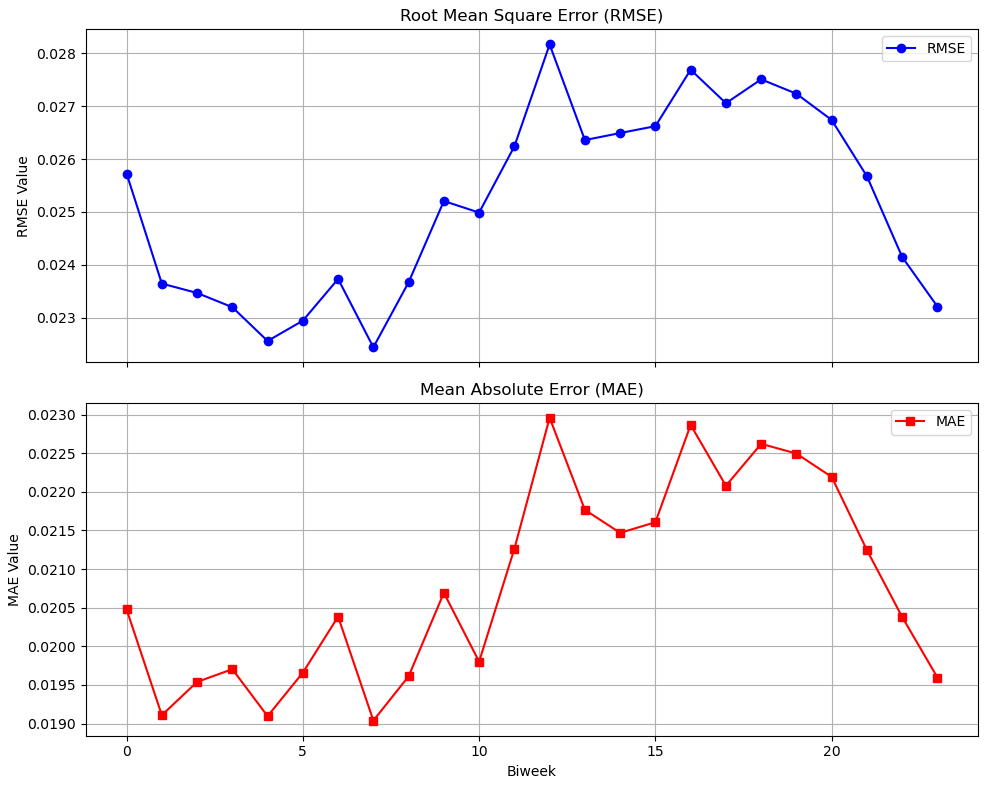 Root Mean Square Error (RMSE)
RMSE
0.028
0.027
0.026
0.025
0.024
0.023
RMSE Value
Mean Absolute Error (MAE)
MAE
0.0230
0.0225
0.0220
0.0215
0.0210
0.0205
0.0200
0.0195
0.0190
MAE Value
0 5 10 15 20
Biweek